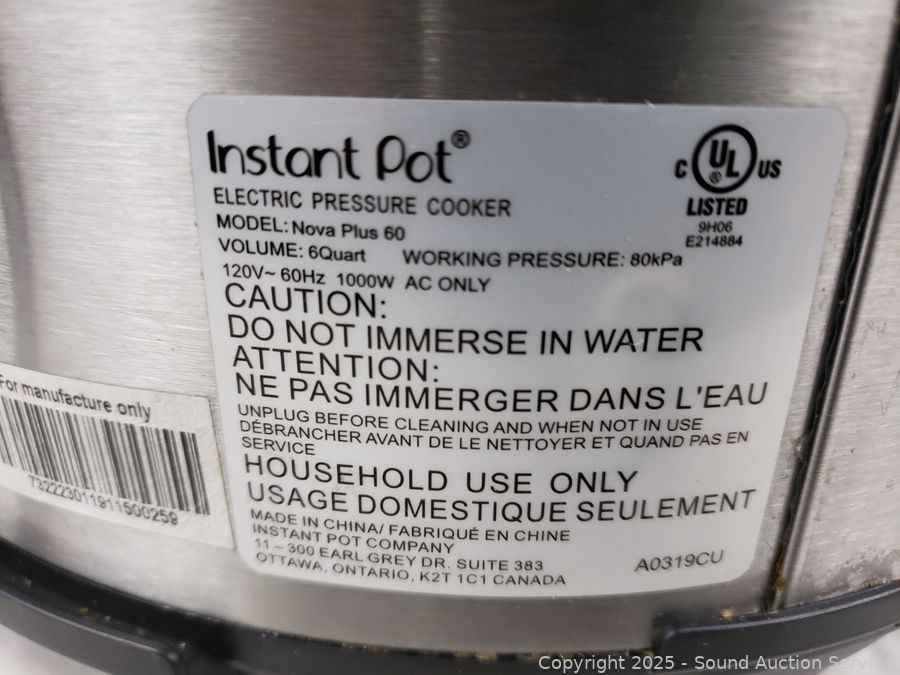 Instant Pot®
ELECTRIC PRESSURE COOKER
MODEL: Nova Plus 60
VOLUME: 6Quart WORKING PRESSURE: 80kPa
120V~ 60Hz 1000W AC ONLY
C UL® US
LISTED
9H06
E214884
CAUTION:
DO NOT IMMERSE IN WATER
ATTENTION:
NE PAS IMMERGER DANS L'EAU
UNPLUG BEFORE CLEANING AND WHEN NOT IN USE
DÉBRANCHER AVANT DE LE NETTOYER ET QUAND PAS EN
SERVICE
HOUSEHOLD USE ONLY
USAGE DOMESTIQUE SEULEMENT
MADE IN CHINA/ FABRIQUÉ EN CHINE
INSTANT POT COMPANY
11 – 300 EARL GREY DR. SUITE 383
OTTAWA, ONTARIO, K2T 1C1 CANADA
A0319CU
For manufacture only
732223011911500259
Copyright 2025 - Sound Auction Service